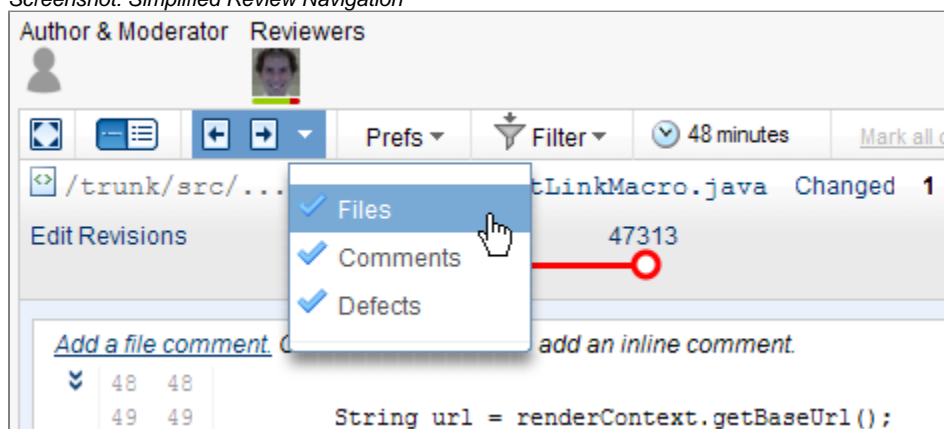 Screenshot: Simplified Review Navigation
Author & Moderator Reviewers
Prefs Filter 48 minutes Mark all
/trunk/src/... tLinkMacro.java Changed 1
Files
Edit Revisions 47313
Comments
Defects
Add a file comment. add an inline comment.
48 48
49 49 String url = renderContext.getBaseUrl();